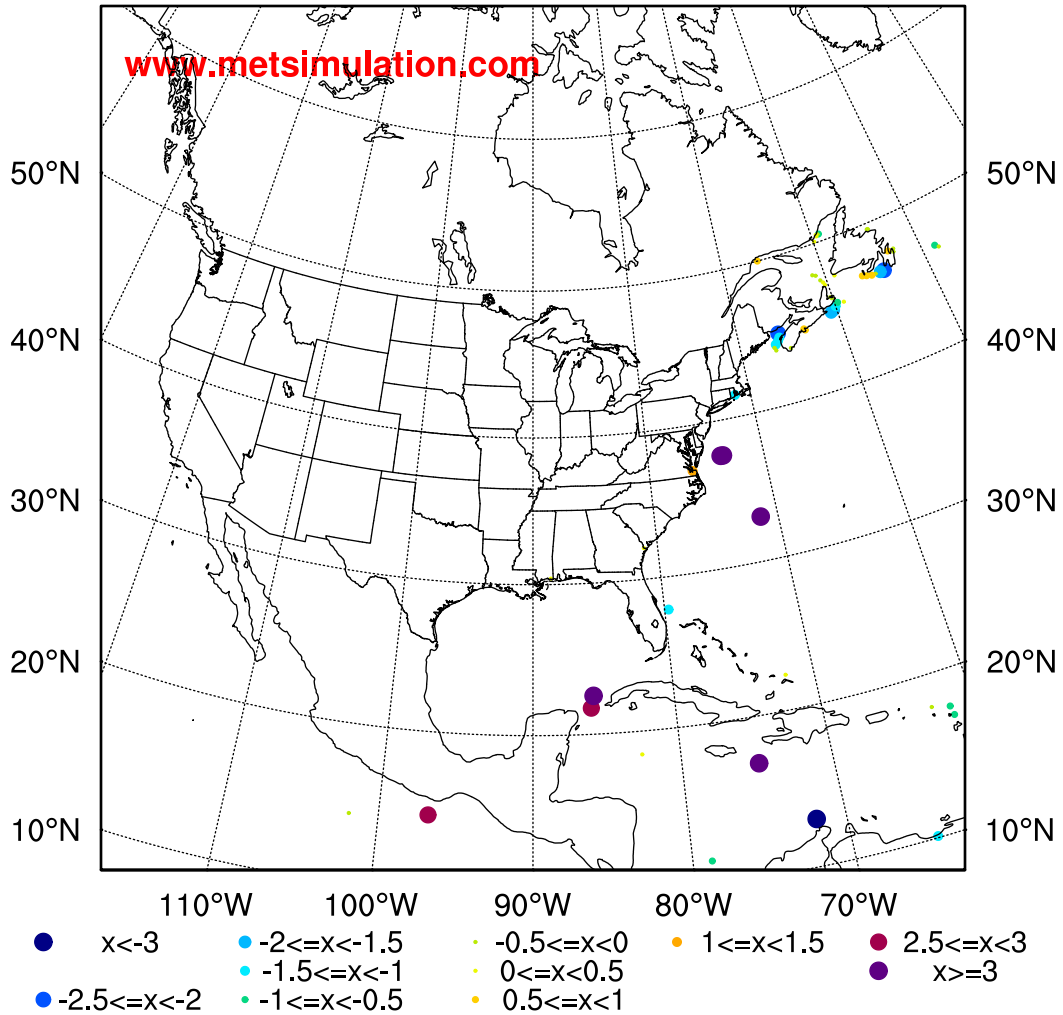 www.metsimulation.com
50°N 50°N
40°N 40°N
30°N 30°N
20°N 20°N
10°N 10°N
110°W 100°W 90°W 80°W 70°W
x<-3 -2<=x<-1.5 -0.5<=x<0 1<=x<1.5 2.5<=x<3
-1.5<=x<-1 0<=x<0.5 x>=3
-2.5<=x<-2 -1<=x<-0.5 0.5<=x<1